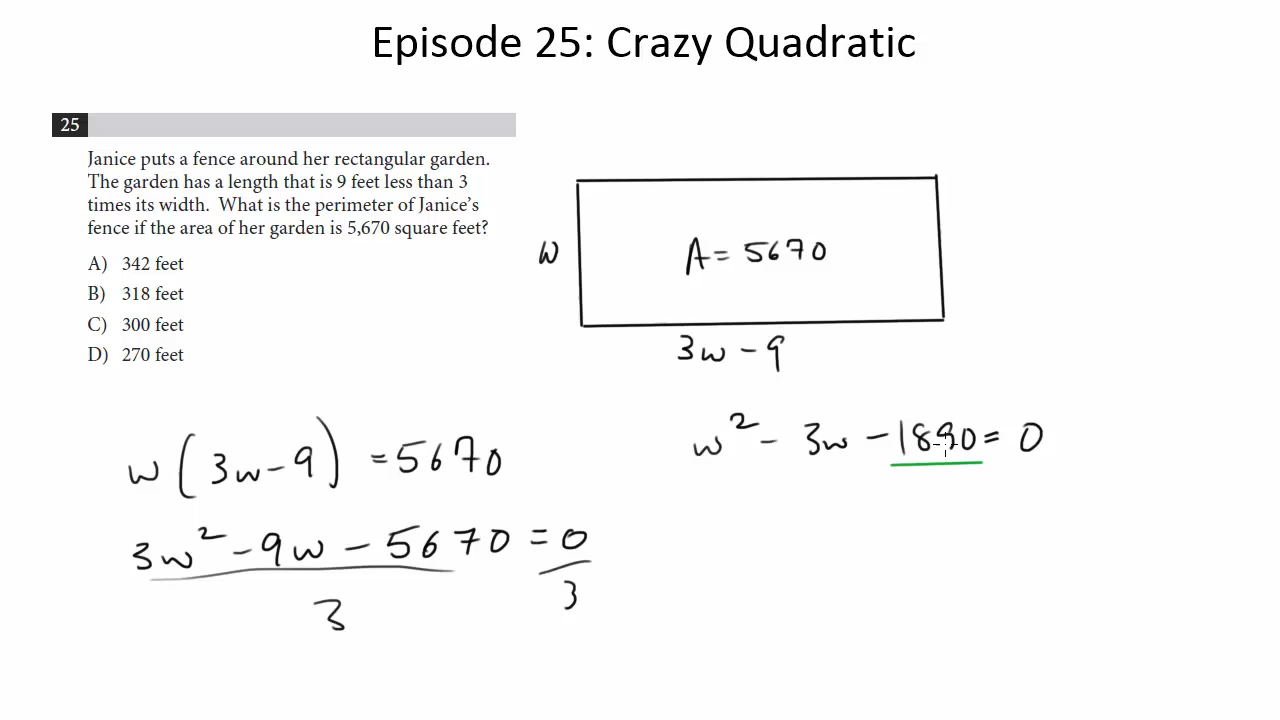 Episode 25: Crazy Quadratic
25
Janice puts a fence around her rectangular garden.
The garden has a length that is 9 feet less than 3
times its width. What is the perimeter of Janice's
fence if the area of her garden is 5,670 square feet?
A) 342 feet
B) 318 feet
C) 300 feet
D) 270 feet
w
A = 5670
3w - 9
w (3w - 9) = 5670
3w² - 9w - 5670 = 0
3
3
w² - 3w - 1890 = 0